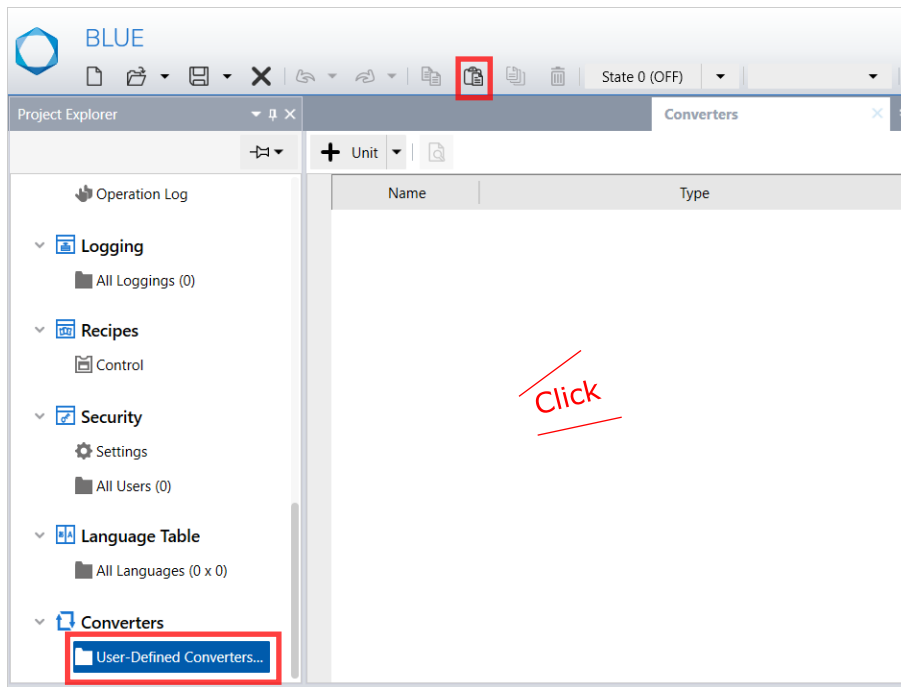 BLUE
State 0 (OFF)
Project Explorer
Converters
Unit
Name Type
Operation Log
Logging
All Loggings (0)
Recipes
Control
Security
Settings
All Users (0)
Language Table
All Languages (0 x 0)
Converters
User-Defined Converters...
Click